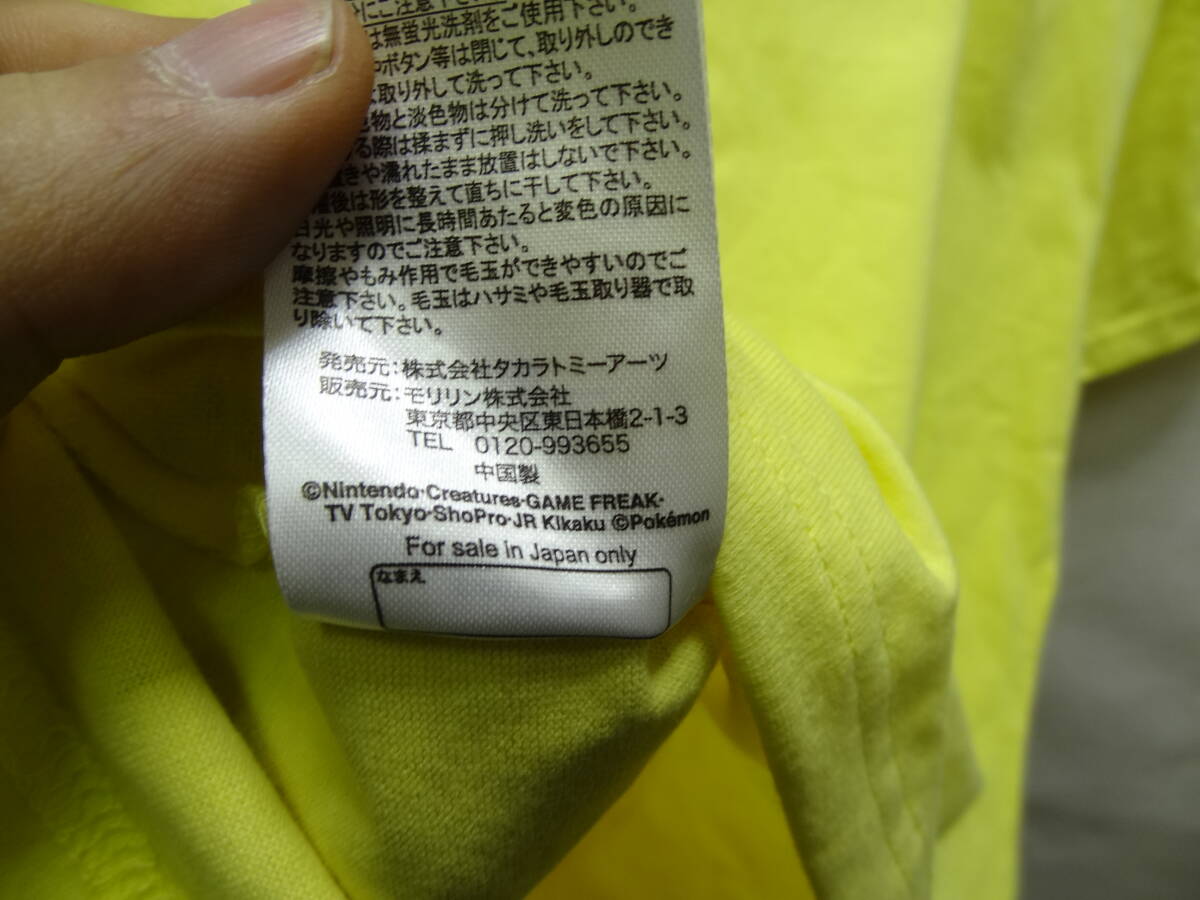 にご注意下さい。
は無蛍光洗剤をご使用下さい。
ボタン等は閉じて、取り外しのでき
取り外して洗って下さい。
色物と淡色物は分けて洗って下さい。
る際は揉まずに押し洗いをして下さい。
きや濡れたまま放置はしないで下さい。
後は形を整えて直ちに干して下さい。
日光や照明に長時間あたると変色の原因に
なりますのでご注意下さい。
摩擦やもみ作用で毛玉ができやすいのでご
注意下さい。毛玉はハサミや毛玉取り器で取
り除いて下さい。
発売元:株式会社タカラトミーアーツ
販売元:モリリン株式会社
東京都中央区東日本橋2-1-3
TEL 0120-993655
中国製
©Nintendo·Creatures·GAME FREAK·
TV Tokyo·ShoPro·JR Kikaku ©Pokémon
For sale in Japan only
なまえ